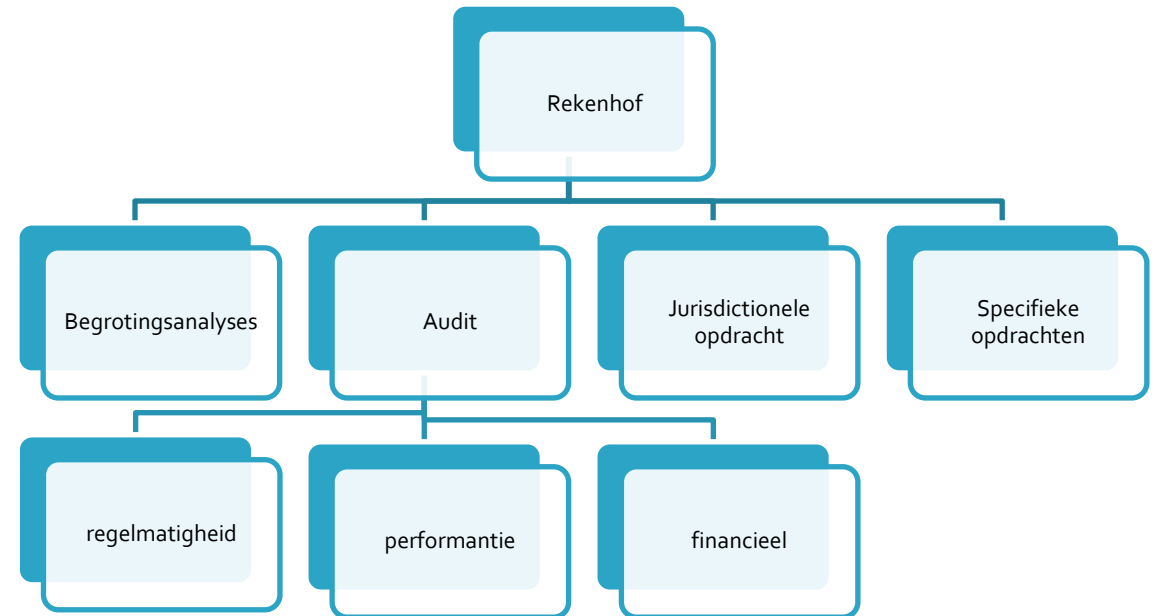 Rekenhof
Begrotingsanalyses
Audit
Jurisdictionele
opdracht
Specifieke
opdrachten
regelmatigheid
performantie
financieel